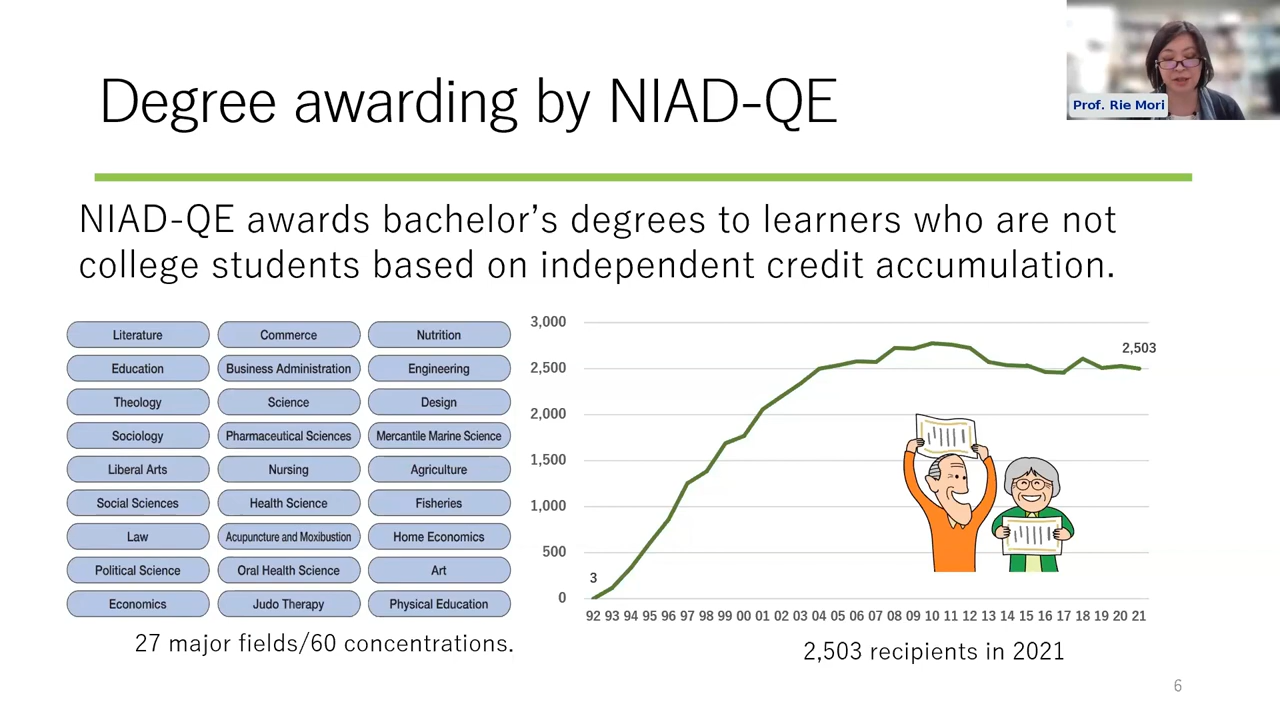 Prof. Rie Mori
Degree awarding by NIAD-QE
NIAD-QE awards bachelor's degrees to learners who are not
college students based on independent credit accumulation.
Literature Commerce Nutrition
Education Business Administration Engineering
Theology Science Design
Sociology Pharmaceutical Sciences Mercantile Marine Science
Liberal Arts Nursing Agriculture
Social Sciences Health Science Fisheries
Law Acupuncture and Moxibustion Home Economics
Political Science Oral Health Science Art
Economics Judo Therapy Physical Education
27 major fields/60 concentrations.
3,000
2,500
2,000
1,500
1,000
500
0
3
2,503
92 93 94 95 96 97 98 99 00 01 02 03 04 05 06 07 08 09 10 11 12 13 14 15 16 17 18 19 20 21
2,503 recipients in 2021
6